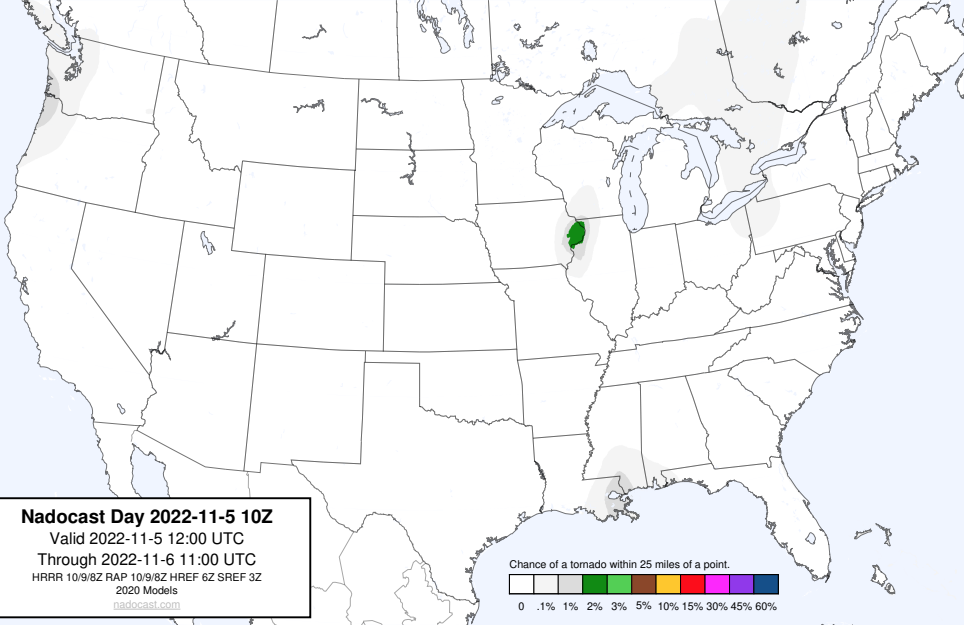 Nadocast Day 2022-11-5 10Z
Valid 2022-11-5 12:00 UTC
Through 2022-11-6 11:00 UTC
HRRR 10/9/8Z RAP 10/9/8Z HREF 6Z SREF 3Z
2020 Models
nadocast.com
Chance of a tornado within 25 miles of a point.
0 .1% 1% 2% 3% 5% 10% 15% 30% 45% 60%